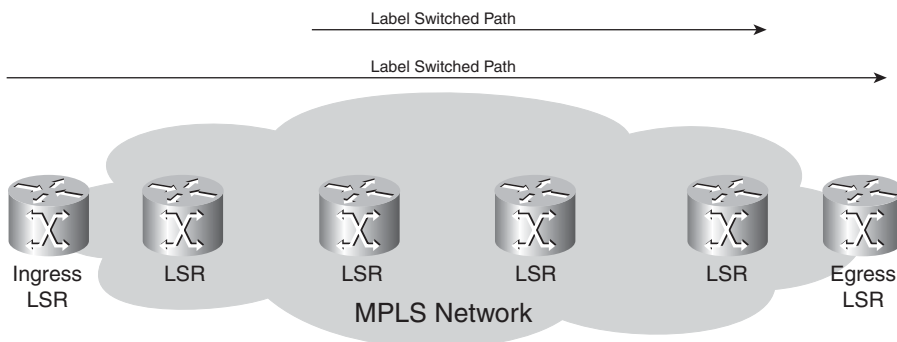 Label Switched Path
Label Switched Path
Ingress
LSR
LSR
LSR
LSR
LSR
Egress
LSR
MPLS Network